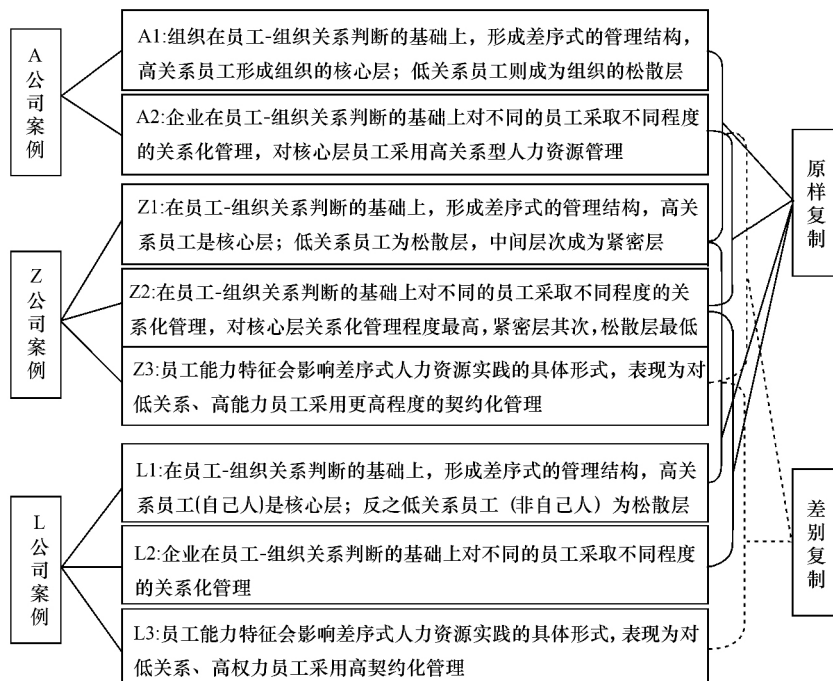 A公司案例
A1:组织在员工-组织关系判断的基础上，形成差序式的管理结构，
高关系员工形成组织的核心层；低关系员工则成为组织的松散层
A2:企业在员工-组织关系判断的基础上对不同的员工采取不同程度
的关系化管理，对核心层员工采用高关系型人力资源管理
Z公司案例
Z1:在员工-组织关系判断的基础上，形成差序式的管理结构，高关
系员工是核心层；低关系员工为松散层，中间层次成为紧密层
Z2:在员工-组织关系判断的基础上对不同的员工采取不同程度的关
系化管理，对核心层关系化管理程度最高，紧密层其次，松散层最低
Z3:员工能力特征会影响差序式人力资源实践的具体形式，表现为对
低关系、高能力员工采用更高程度的契约化管理
L公司案例
L1:在员工-组织关系判断的基础上，形成差序式的管理结构，高关
系员工(自己人)是核心层；反之低关系员工（非自己人）为松散层
L2:企业在员工-组织关系判断的基础上对不同的员工采取不同程度
的关系化管理
L3:员工能力特征会影响差序式人力资源实践的具体形式，表现为对
低关系、高权力员工采用高契约化管理
原样复制
差别复制